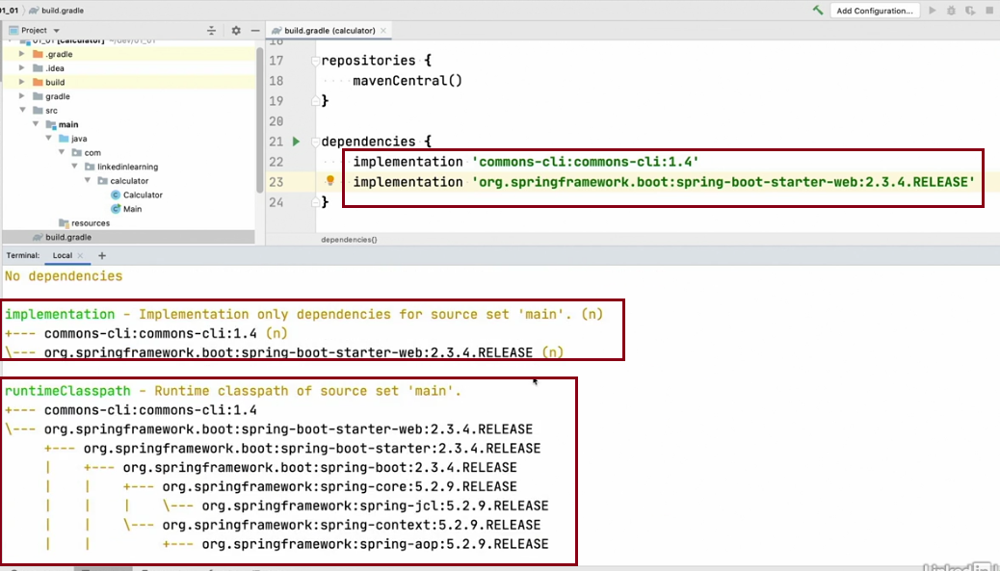 01_01 build.gradle
Add Configuration...
Project
build.gradle (calculator)
01_01 [calculator] ~/dev/01_01
.gradle
.idea
build
gradle
src
main
java
com
linkedinlearning
calculator
Calculator
Main
resources
build.gradle
16
17 repositories {
18 mavenCentral()
19 }
20
21 dependencies {
22 implementation 'commons-cli:commons-cli:1.4'
23 implementation 'org.springframework.boot:spring-boot-starter-web:2.3.4.RELEASE'
24 }
dependencies{}
Terminal: Local +
No dependencies
implementation - Implementation only dependencies for source set 'main'. (n)
+--- commons-cli:commons-cli:1.4 (n)
\--- org.springframework.boot:spring-boot-starter-web:2.3.4.RELEASE (n)
runtimeClasspath - Runtime classpath of source set 'main'.
+--- commons-cli:commons-cli:1.4
\--- org.springframework.boot:spring-boot-starter-web:2.3.4.RELEASE
+--- org.springframework.boot:spring-boot-starter:2.3.4.RELEASE
| +--- org.springframework.boot:spring-boot:2.3.4.RELEASE
| | +--- org.springframework:spring-core:5.2.9.RELEASE
| | | \--- org.springframework:spring-jcl:5.2.9.RELEASE
| | \--- org.springframework:spring-context:5.2.9.RELEASE
| | +--- org.springframework:spring-aop:5.2.9.RELEASE